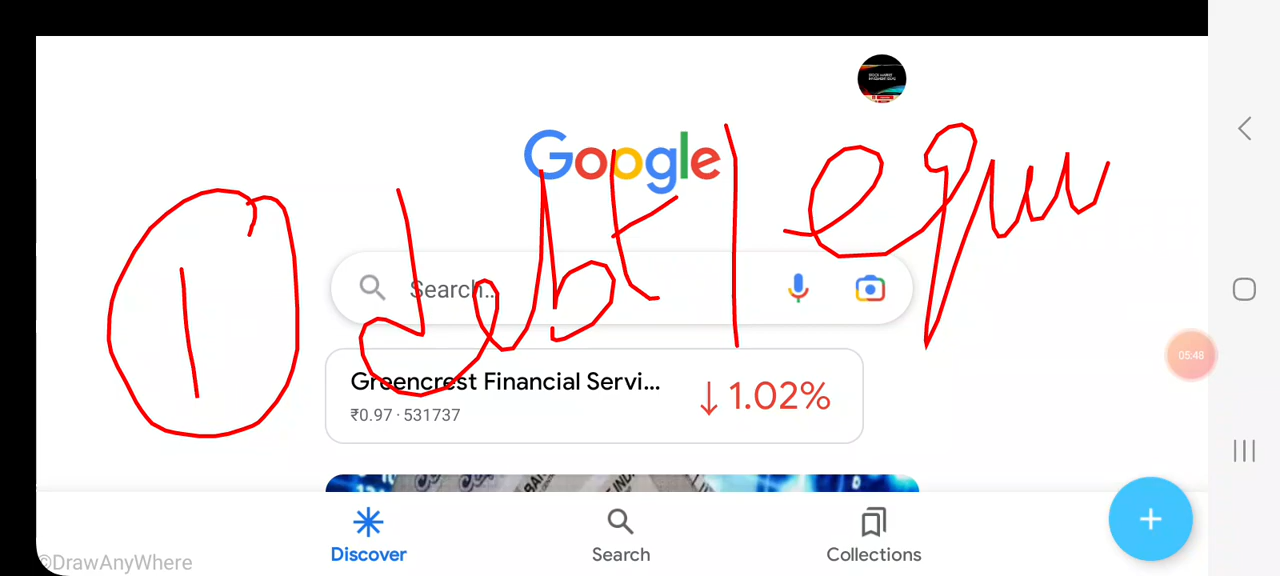 Google
① debt | equ
Search...
Greencrest Financial Servi... ↓1.02%
₹0.97 · 531737
05:48
Discover Search Collections
©DrawAnyWhere